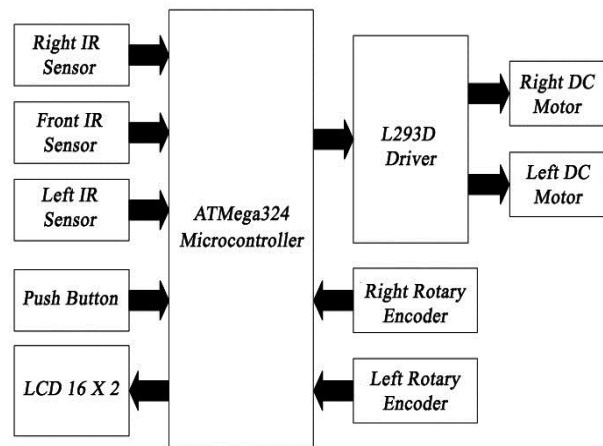 Right IR
Sensor
Front IR
Sensor
Left IR
Sensor
Push Button
LCD 16 X 2
ATMega324
Microcontroller
L293D
Driver
Right DC
Motor
Left DC
Motor
Right Rotary
Encoder
Left Rotary
Encoder